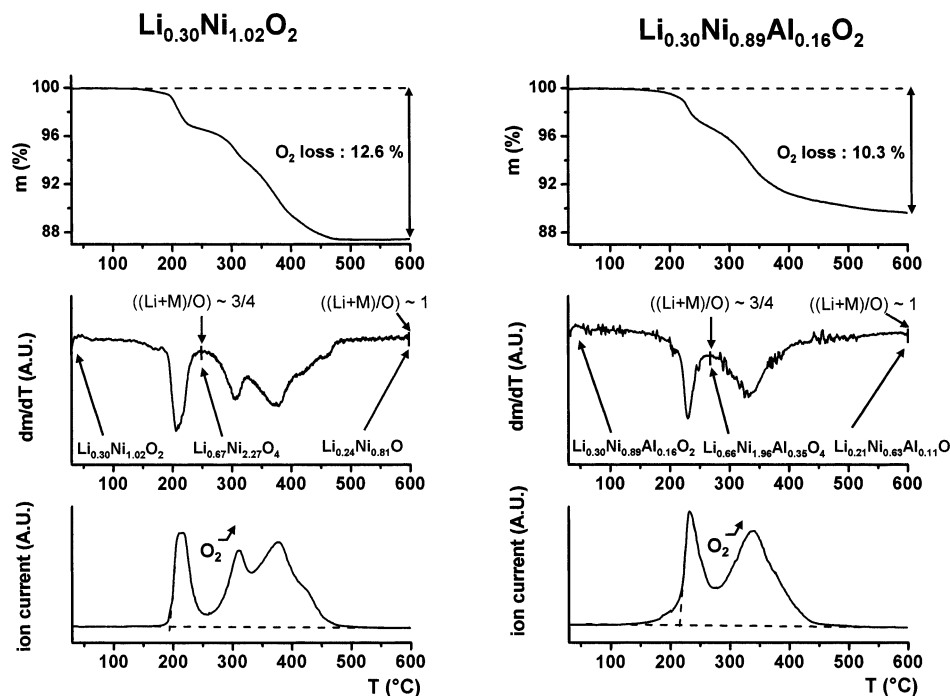 Li0.30Ni1.02O2
100
96
92
88
m (%)
O2 loss : 12.6 %
100 200 300 400 500 600
((Li+M)/O) ~ 3/4
((Li+M)/O) ~ 1
dm/dT (A.U.)
Li0.30Ni1.02O2
Li0.67Ni2.27O4
Li0.24Ni0.81O
100 200 300 400 500 600
ion current (A.U.)
O2
100 200 300 400 500 600
T (°C)
Li0.30Ni0.89Al0.16O2
100
96
92
88
m (%)
O2 loss : 10.3 %
100 200 300 400 500 600
((Li+M)/O) ~ 3/4
((Li+M)/O) ~ 1
dm/dT (A.U.)
Li0.30Ni0.89Al0.16O2
Li0.66Ni1.96Al0.35O4
Li0.21Ni0.63Al0.11O
100 200 300 400 500 600
ion current (A.U.)
O2
100 200 300 400 500 600
T (°C)